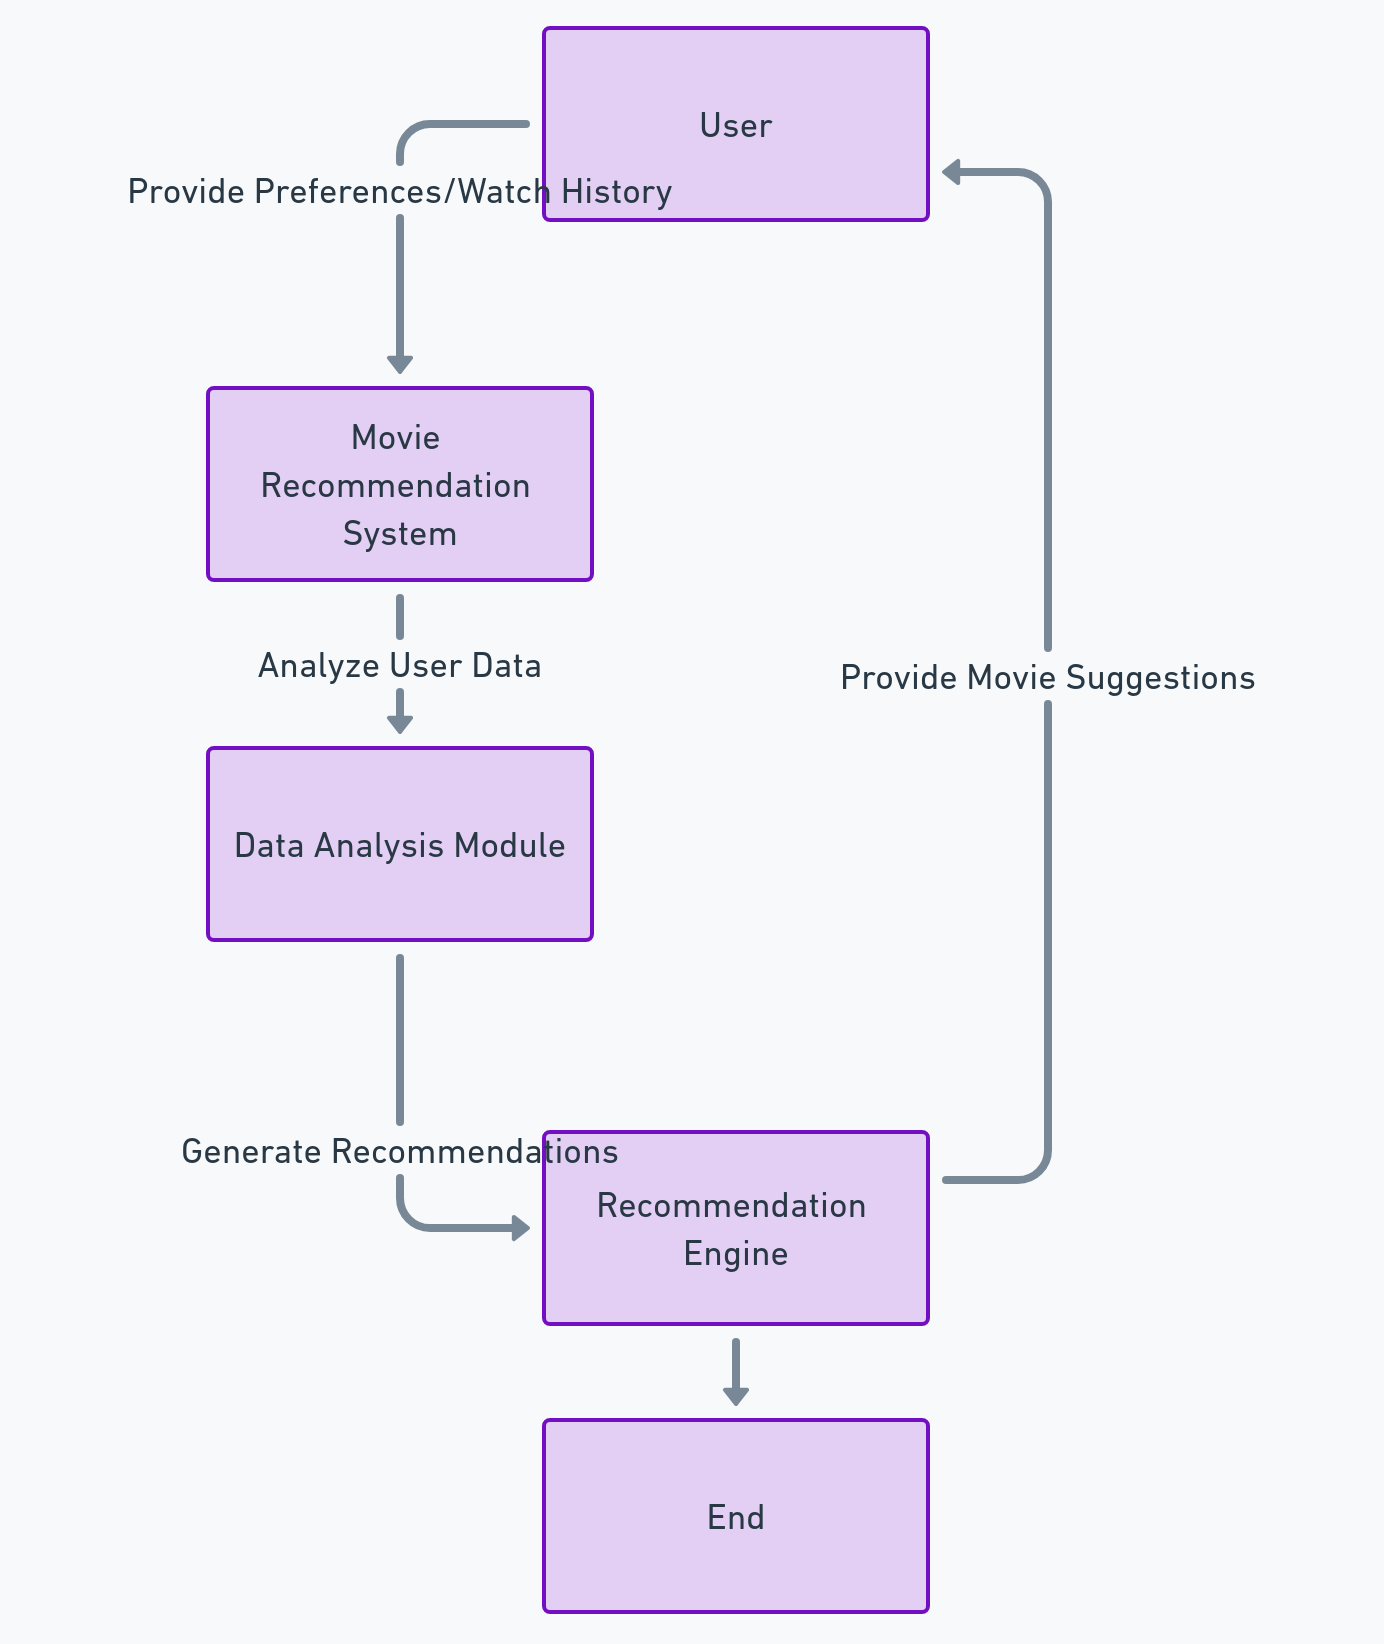 User
Provide Preferences/Watch History
Movie
Recommendation
System
Analyze User Data
Provide Movie Suggestions
Data Analysis Module
Generate Recommendations
Recommendation
Engine
End